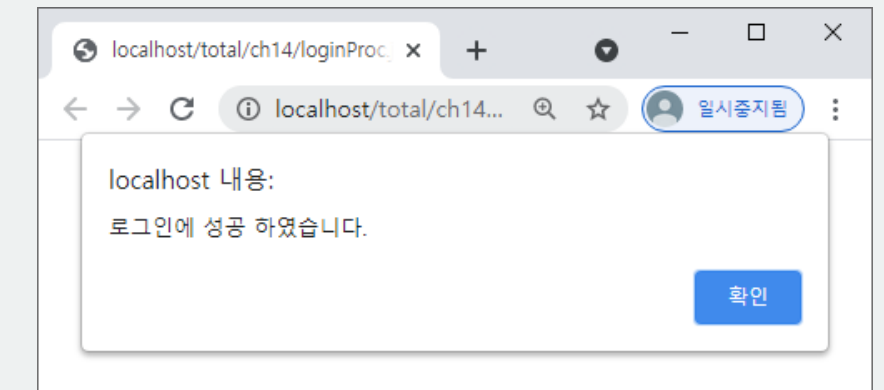 localhost/total/ch14/loginProc.j
localhost/total/ch14...
일시중지됨
localhost 내용:
로그인에 성공 하였습니다.
확인